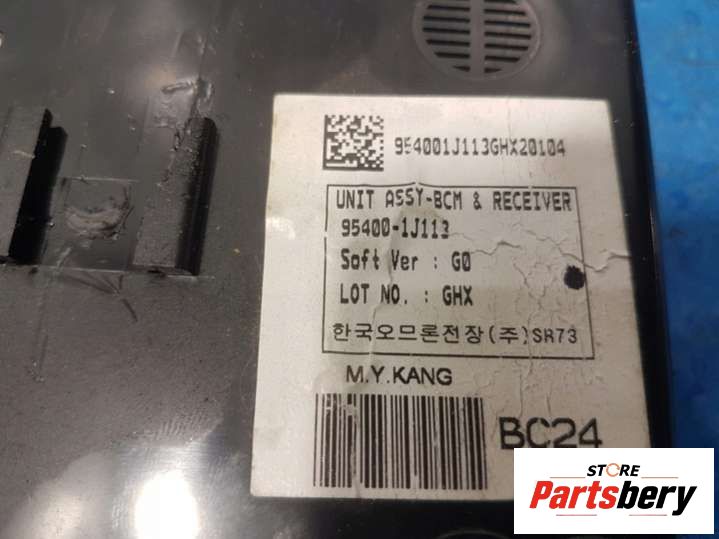 954001J113GHX20104
UNIT ASSY-BCM & RECEIVER
95400-1J113
Soft Ver : G0
LOT NO. : GHX
한국오므론전장(주)SR73
M.Y.KANG
BC24
STORE
Partsbery